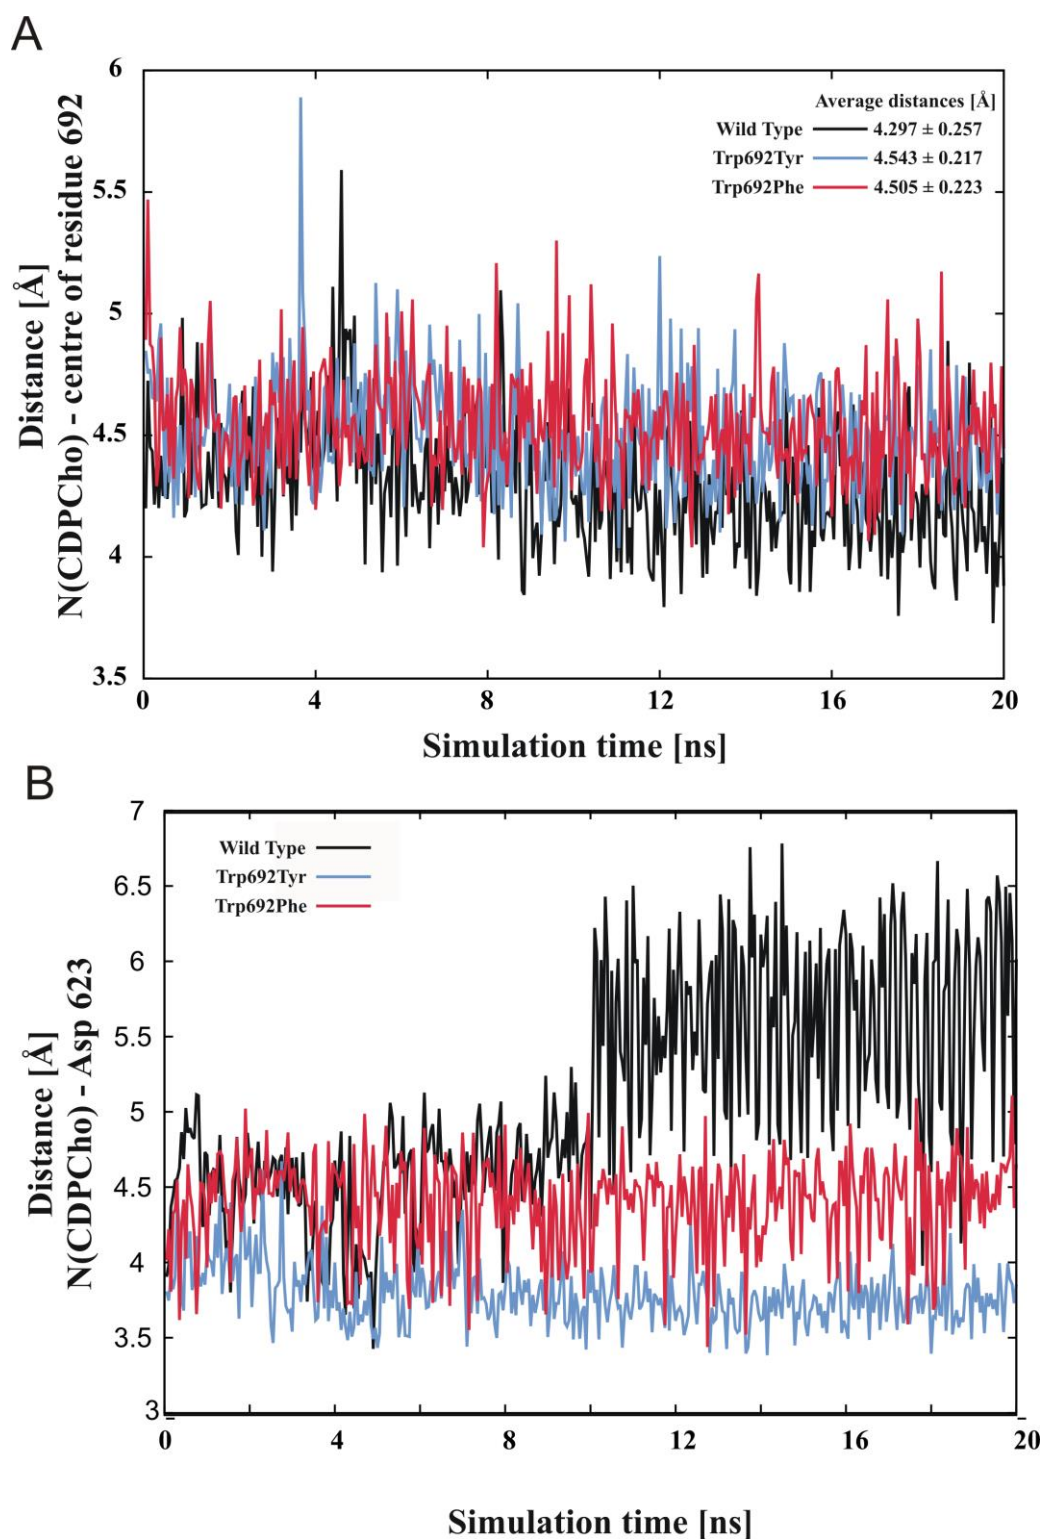 A
6
5.5
5
4.5
4
3.5
Distance [Å]
N(CDPCho) - centre of residue 692
Average distances [Å]
Wild Type 4.297 ± 0.257
Trp692Tyr 4.543 ± 0.217
Trp692Phe 4.505 ± 0.223
0 4 8 12 16 20
Simulation time [ns]
B
7
6.5
6
5.5
5
4.5
4
3.5
3
Distance [Å]
N(CDPCho) - Asp 623
Wild Type
Trp692Tyr
Trp692Phe
0 4 8 12 16 20
Simulation time [ns]